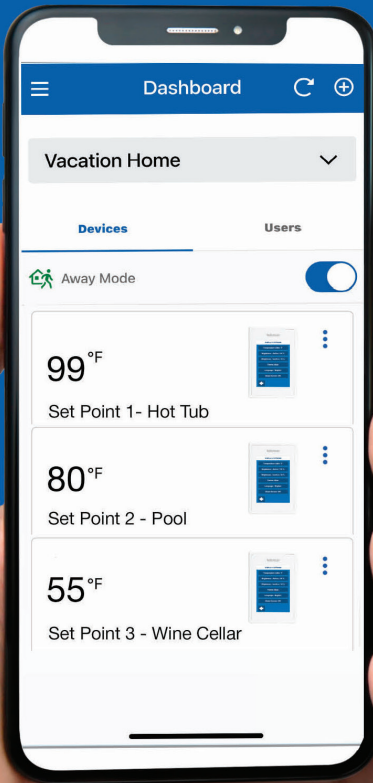 Dashboard
Vacation Home
Devices
Users
Away Mode
99°F
Set Point 1- Hot Tub
80°F
Set Point 2 - Pool
55°F
Set Point 3 - Wine Cellar